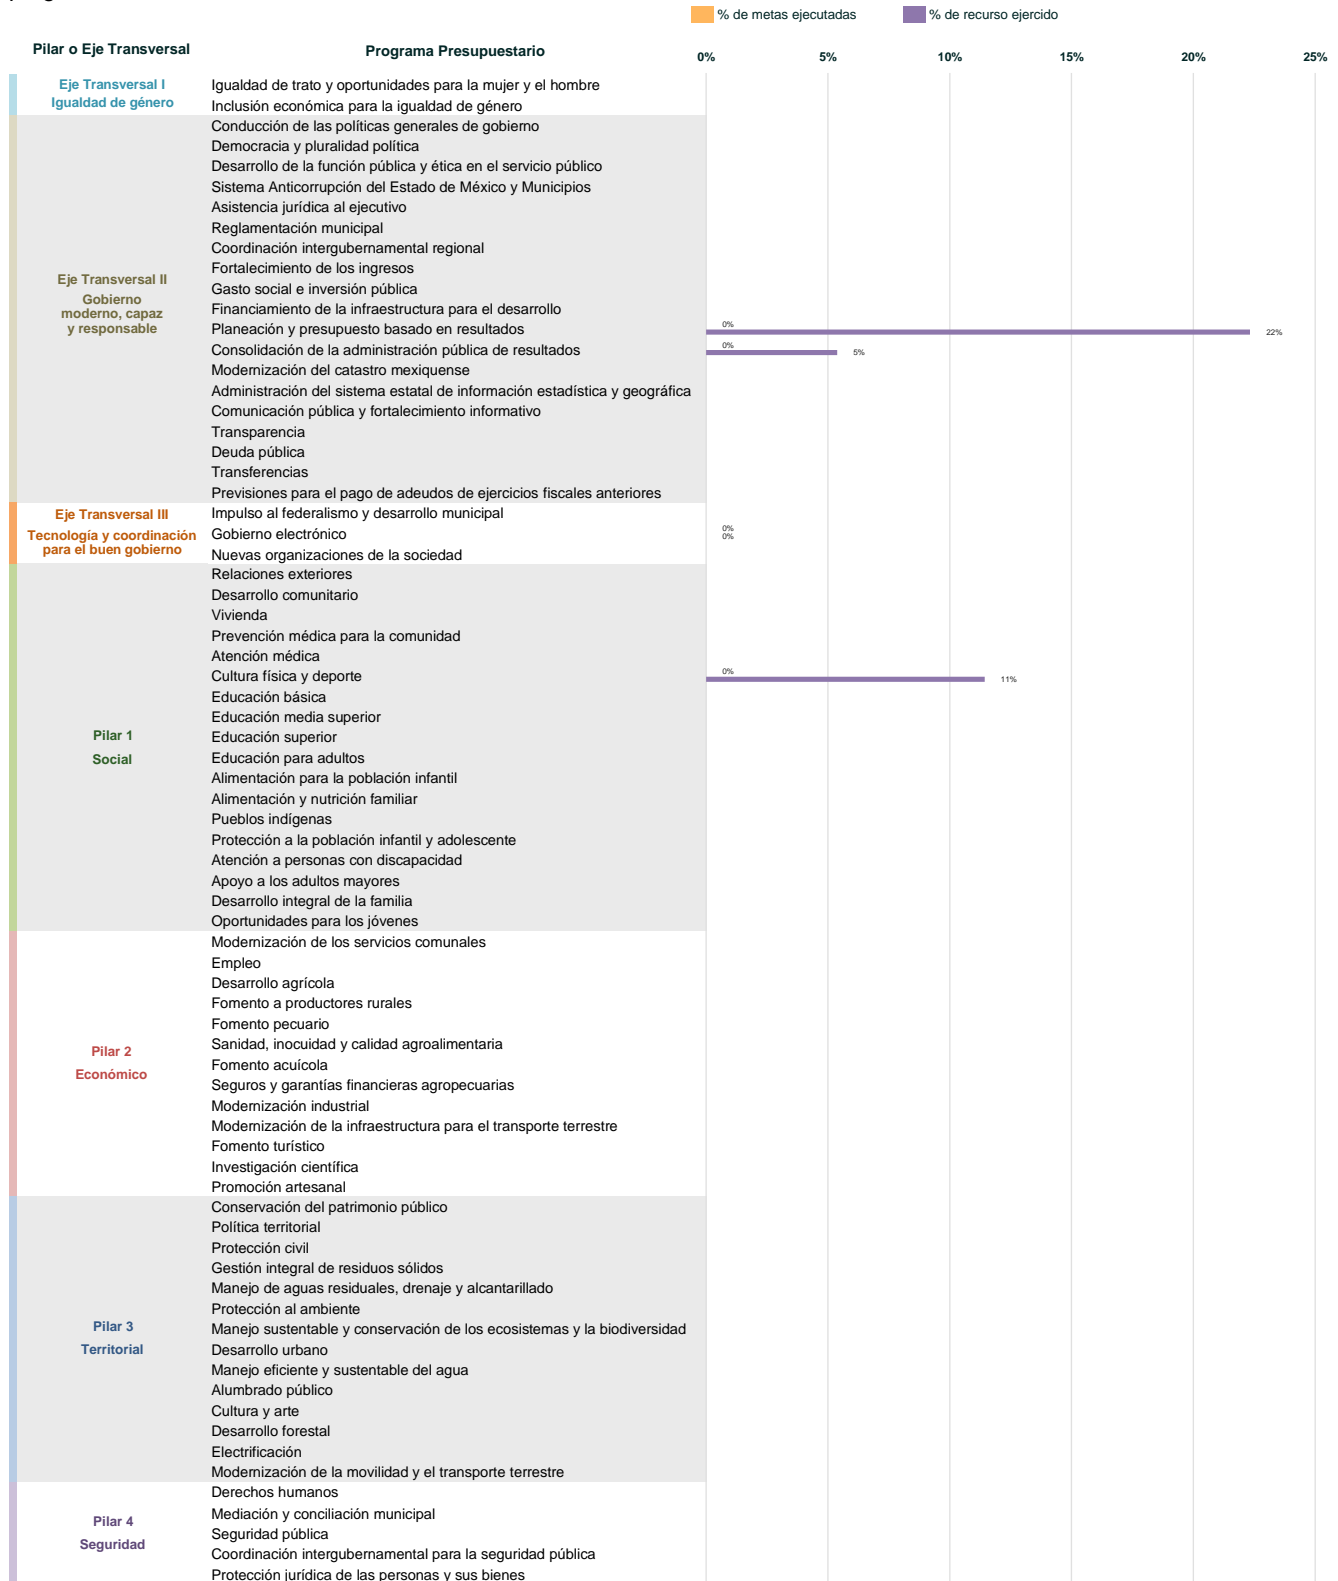 % de metas ejecutadas % de recurso ejercido
Pilar o Eje Transversal Programa Presupuestario 0% 5% 10% 15% 20% 25%
Eje Transversal I
Igualdad de género
Igualdad de trato y oportunidades para la mujer y el hombre
Inclusión económica para la igualdad de género
Eje Transversal II
Gobierno
moderno, capaz
y responsable
Conducción de las políticas generales de gobierno
Democracia y pluralidad política
Desarrollo de la función pública y ética en el servicio público
Sistema Anticorrupción del Estado de México y Municipios
Asistencia jurídica al ejecutivo
Reglamentación municipal
Coordinación intergubernamental regional
Fortalecimiento de los ingresos
Gasto social e inversión pública
Financiamiento de la infraestructura para el desarrollo
Planeación y presupuesto basado en resultados 0% 22%
Consolidación de la administración pública de resultados 0% 5%
Modernización del catastro mexiquense
Administración del sistema estatal de información estadística y geográfica
Comunicación pública y fortalecimiento informativo
Transparencia
Deuda pública
Transferencias
Previsiones para el pago de adeudos de ejercicios fiscales anteriores
Eje Transversal III
Tecnología y coordinación
para el buen gobierno
Impulso al federalismo y desarrollo municipal
Gobierno electrónico 0% 0%
Nuevas organizaciones de la sociedad
Pilar 1
Social
Relaciones exteriores
Desarrollo comunitario
Vivienda
Prevención médica para la comunidad
Atención médica
Cultura física y deporte 0% 11%
Educación básica
Educación media superior
Educación superior
Educación para adultos
Alimentación para la población infantil
Alimentación y nutrición familiar
Pueblos indígenas
Protección a la población infantil y adolescente
Atención a personas con discapacidad
Apoyo a los adultos mayores
Desarrollo integral de la familia
Oportunidades para los jóvenes
Pilar 2
Económico
Modernización de los servicios comunales
Empleo
Desarrollo agrícola
Fomento a productores rurales
Fomento pecuario
Sanidad, inocuidad y calidad agroalimentaria
Fomento acuícola
Seguros y garantías financieras agropecuarias
Modernización industrial
Modernización de la infraestructura para el transporte terrestre
Fomento turístico
Investigación científica
Promoción artesanal
Pilar 3
Territorial
Conservación del patrimonio público
Política territorial
Protección civil
Gestión integral de residuos sólidos
Manejo de aguas residuales, drenaje y alcantarillado
Protección al ambiente
Manejo sustentable y conservación de los ecosistemas y la biodiversidad
Desarrollo urbano
Manejo eficiente y sustentable del agua
Alumbrado público
Cultura y arte
Desarrollo forestal
Electrificación
Modernización de la movilidad y el transporte terrestre
Pilar 4
Seguridad
Derechos humanos
Mediación y conciliación municipal
Seguridad pública
Coordinación intergubernamental para la seguridad pública
Protección jurídica de las personas y sus bienes